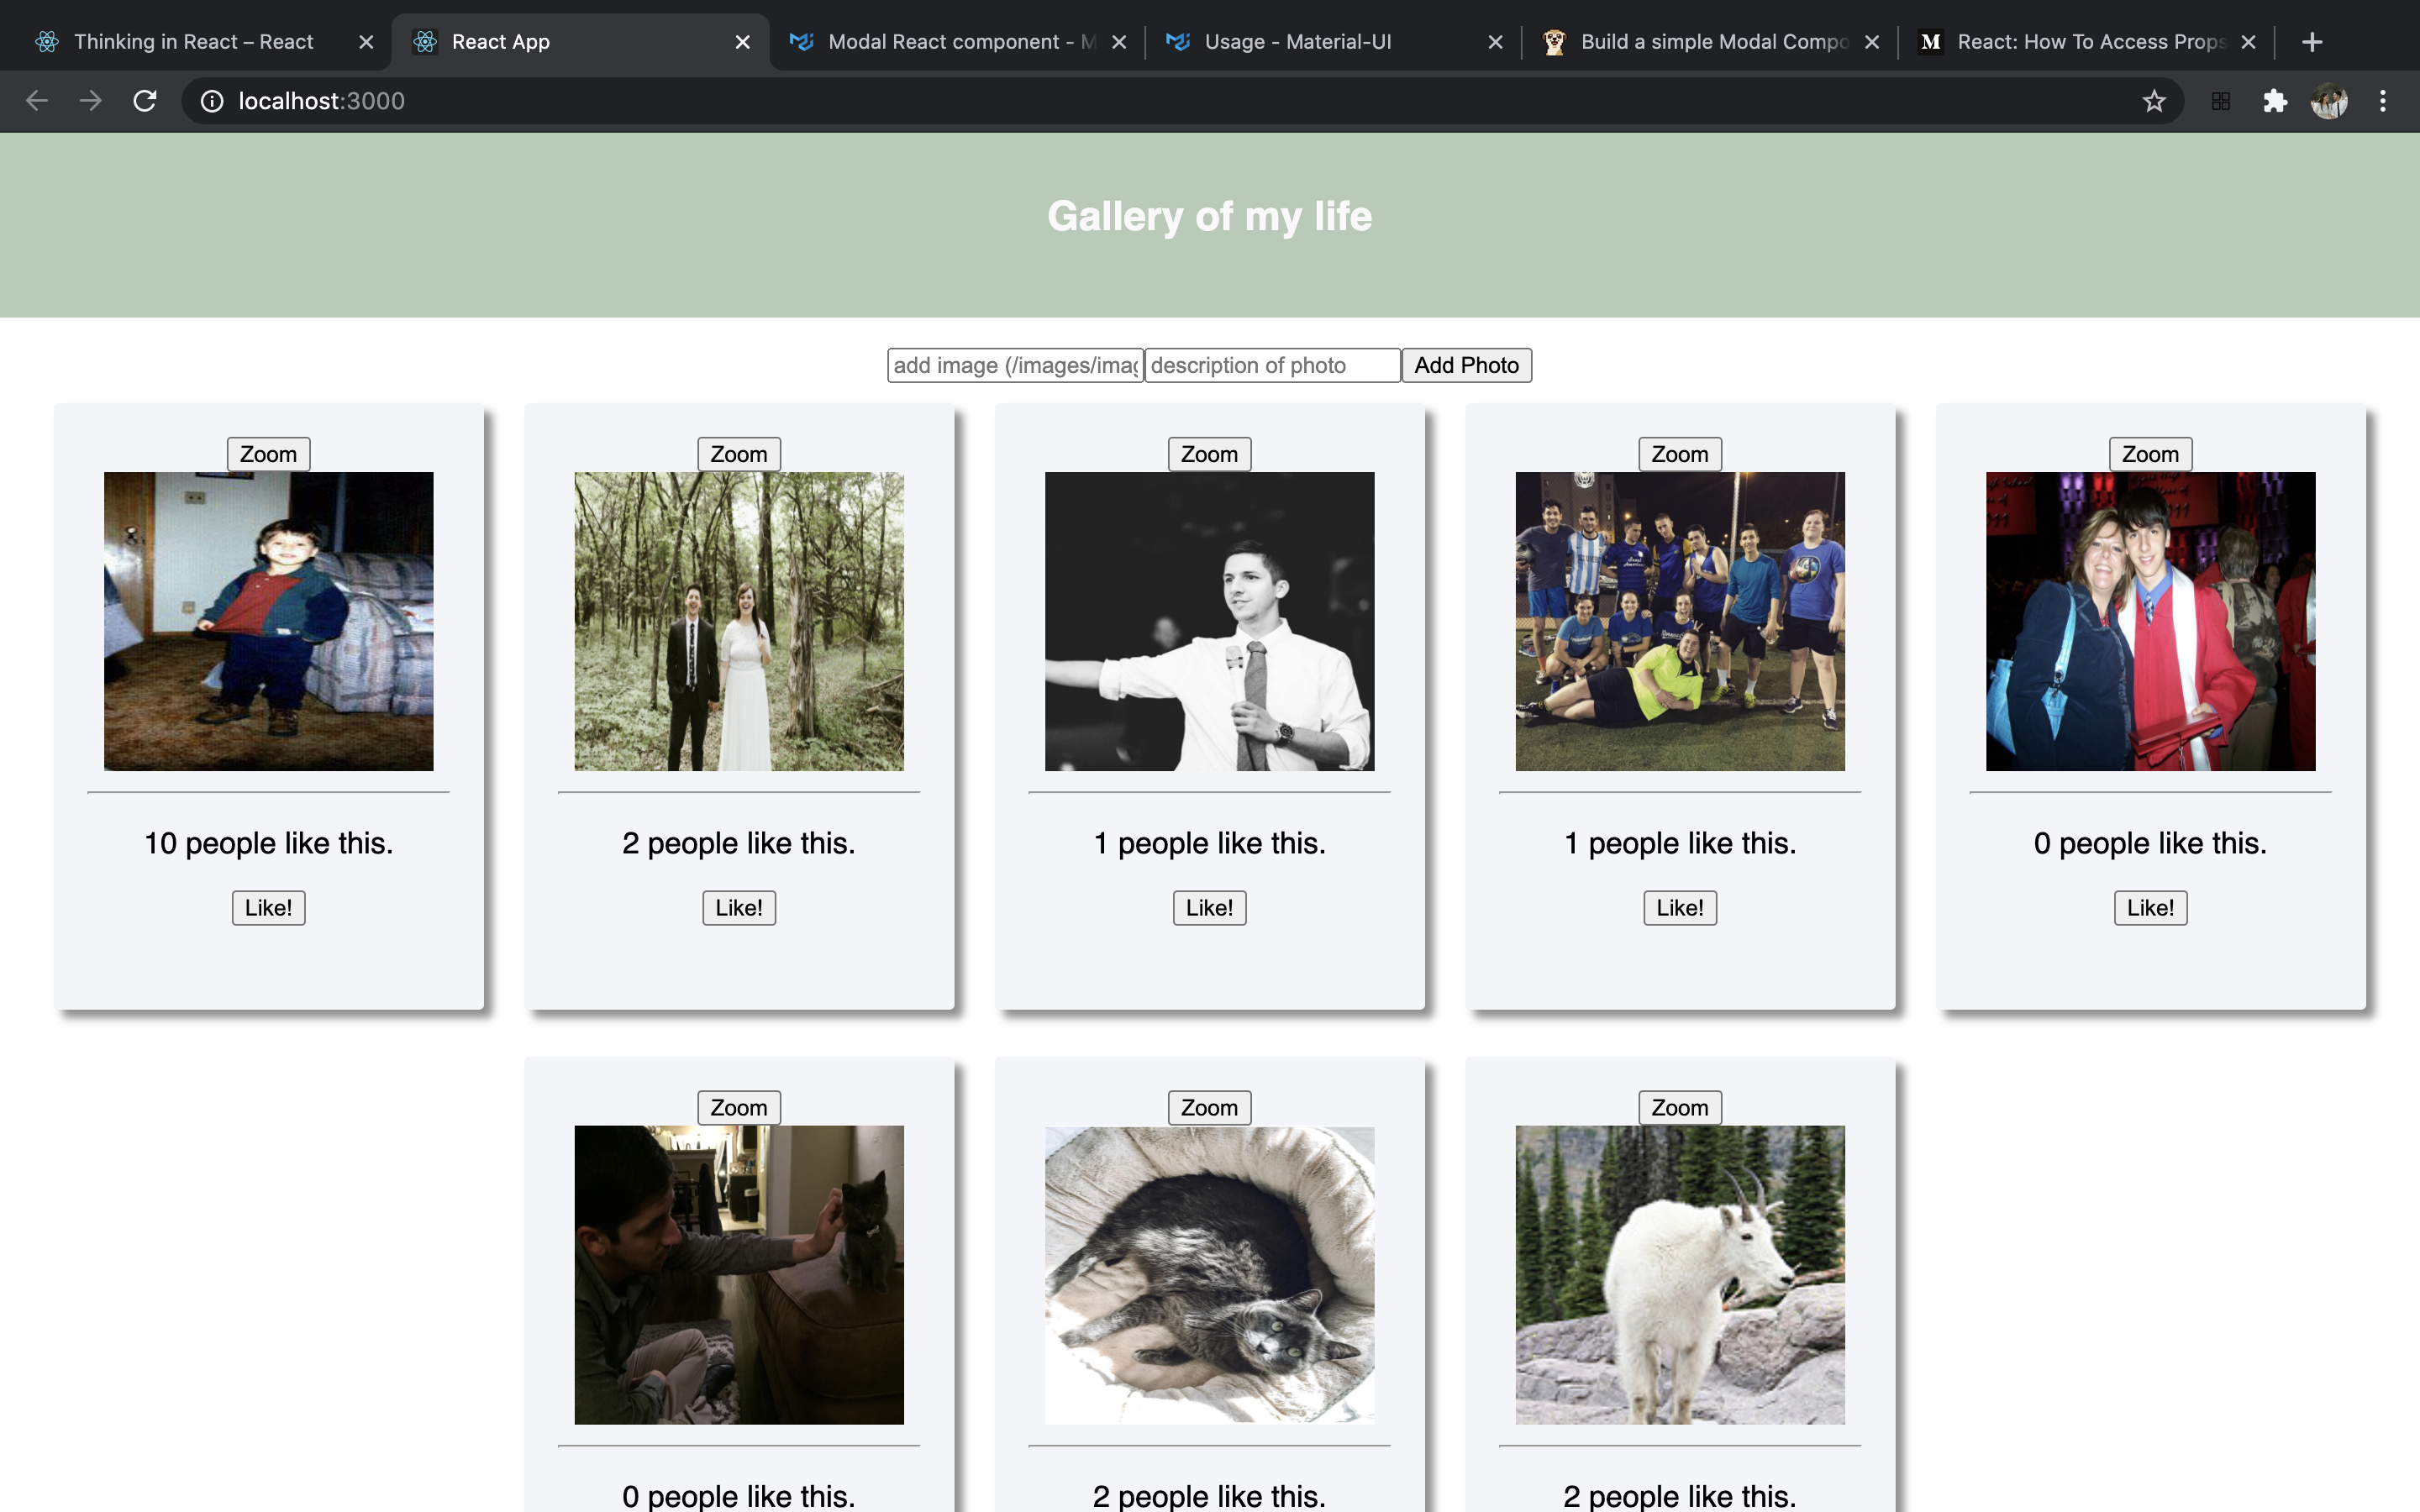 Thinking in React – React
React App
Modal React component - M
Usage - Material-UI
Build a simple Modal Compo
M React: How To Access Props
localhost:3000
Gallery of my life
add image (/images/imag
description of photo
Add Photo
Zoom Zoom Zoom Zoom Zoom
10 people like this. 2 people like this. 1 people like this. 1 people like this. 0 people like this.
Like! Like! Like! Like! Like!
Zoom Zoom Zoom
0 people like this. 2 people like this. 2 people like this.